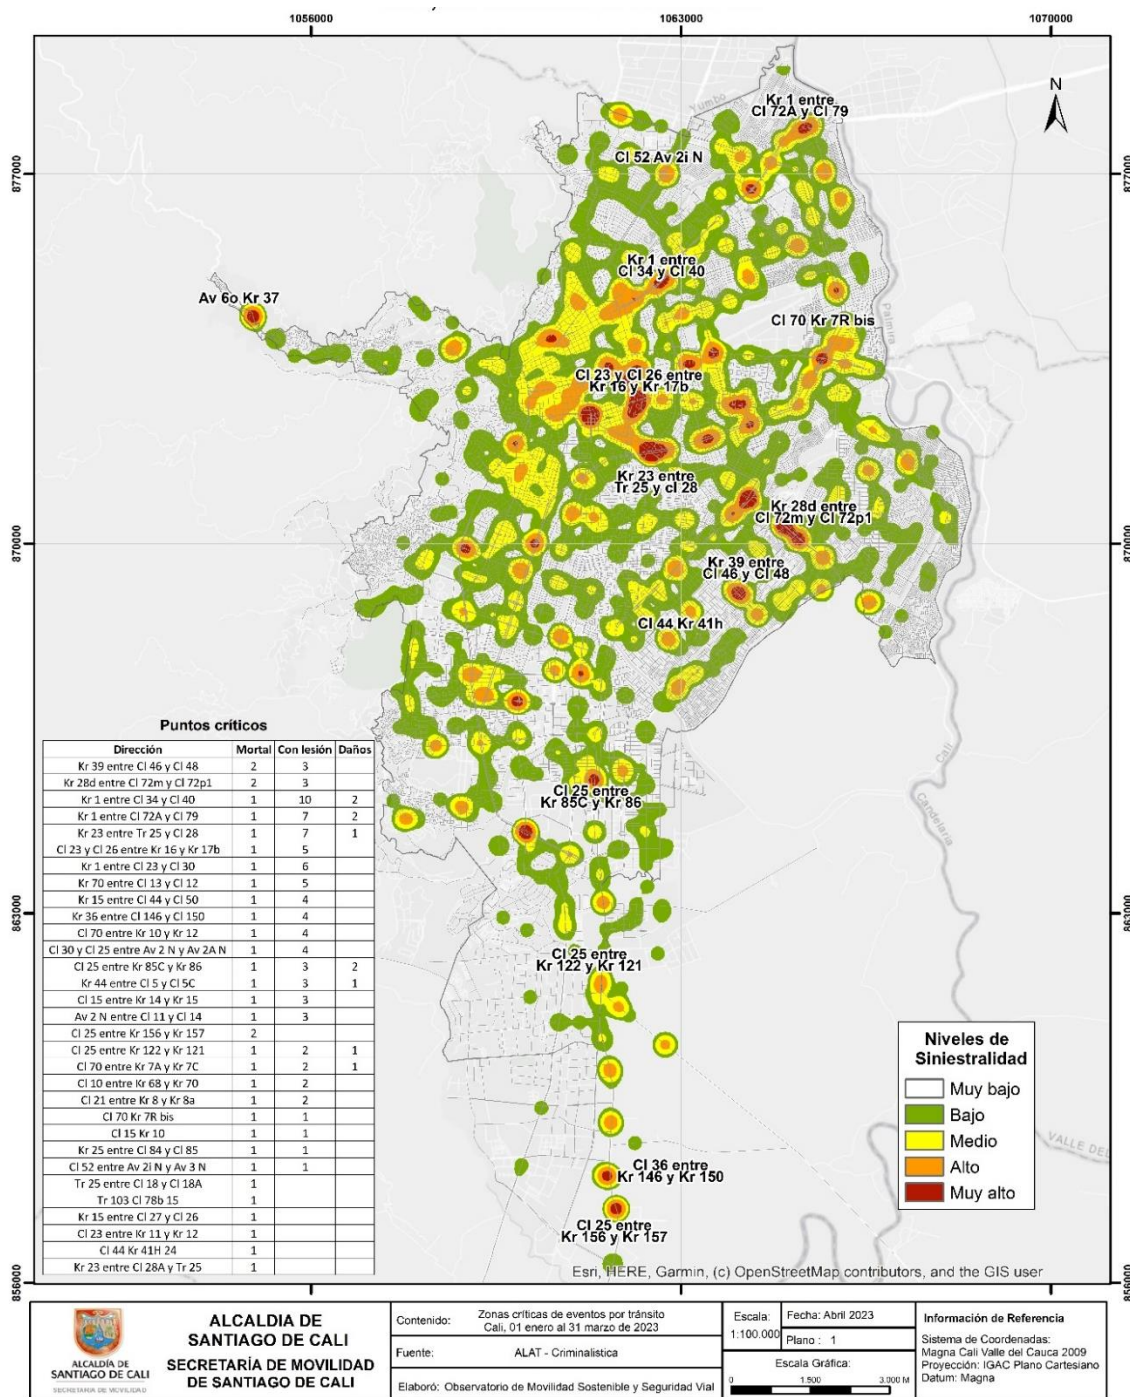 1056000
1063000
1070000
N
Yumbo
Kr 1 entre
Cl 72A y Cl 79
Cl 52 Av 2i N
877000
877000
Kr 1 entre
Cl 34 y Cl 40
Av 6o Kr 37
Palmira
Cl 70 Kr 7R bis
Cl 23 y Cl 26 entre
Kr 16 y Kr 17b
Kr 23 entre
Tr 25 y cl 28
Kr 28d entre
Cl 72m y Cl 72p1
870000
870000
Kr 39 entre
Cl 46 y Cl 48
Cl 44 Kr 41h
Cali
Candelaria
Cl 25 entre
Kr 85C y Kr 86
863000
863000
Cl 25 entre
Kr 122 y Kr 121
VALLE DEL
Cl 36 entre
Kr 146 y Kr 150
Cl 25 entre
Kr 156 y Kr 157
856000
856000
Puntos críticos
Dirección Mortal Con lesión Daños
Kr 39 entre Cl 46 y Cl 48 2 3
Kr 28d entre Cl 72m y Cl 72p1 2 3
Kr 1 entre Cl 34 y Cl 40 1 10 2
Kr 1 entre Cl 72A y Cl 79 1 7 2
Kr 23 entre Tr 25 y Cl 28 1 7 1
Cl 23 y Cl 26 entre Kr 16 y Kr 17b 1 5
Kr 1 entre Cl 23 y Cl 30 1 6
Kr 70 entre Cl 13 y Cl 12 1 5
Kr 15 entre Cl 44 y Cl 50 1 4
Kr 36 entre Cl 146 y Cl 150 1 4
Cl 70 entre Kr 10 y Kr 12 1 4
Cl 30 y Cl 25 entre Av 2 N y Av 2A N 1 4
Cl 25 entre Kr 85C y Kr 86 1 3 2
Kr 44 entre Cl 5 y Cl 5C 1 3 1
Cl 15 entre Kr 14 y Kr 15 1 3
Av 2 N entre Cl 11 y Cl 14 1 3
Cl 25 entre Kr 156 y Kr 157 2
Cl 25 entre Kr 122 y Kr 121 1 2 1
Cl 70 entre Kr 7A y Kr 7C 1 2 1
Cl 10 entre Kr 68 y Kr 70 1 2
Cl 21 entre Kr 8 y Kr 8a 1 2
Cl 70 Kr 7R bis 1 1
Cl 15 Kr 10 1 1
Kr 25 entre Cl 84 y Cl 85 1 1
Cl 52 entre Av 2i N y Av 3 N 1 1
Tr 25 entre Cl 18 y Cl 18A 1
Tr 103 Cl 78b 15 1
Kr 15 entre Cl 27 y Cl 26 1
Cl 23 entre Kr 11 y Kr 12 1
Cl 44 Kr 41H 24 1
Kr 23 entre Cl 28A y Tr 25 1
Niveles de
Siniestralidad
Muy bajo
Bajo
Medio
Alto
Muy alto
Esri, HERE, Garmin, (c) OpenStreetMap contributors, and the GIS user
ALCALDÍA DE
SANTIAGO DE CALI
SECRETARÍA DE MOVILIDAD
ALCALDIA DE
SANTIAGO DE CALI
SECRETARÍA DE MOVILIDAD
DE SANTIAGO DE CALI
Contenido: Zonas críticas de eventos por tránsito
Cali, 01 enero al 31 marzo de 2023
Fuente: ALAT - Criminalistica
Elaboró: Observatorio de Movilidad Sostenible y Seguridad Vial
Escala:
1:100.000
Fecha: Abril 2023
Plano : 1
Escala Gráfica:
0 1.500 3.000 M
Información de Referencia
Sistema de Coordenadas:
Magna Cali Valle del Cauca 2009
Proyección: IGAC Plano Cartesiano
Datum: Magna